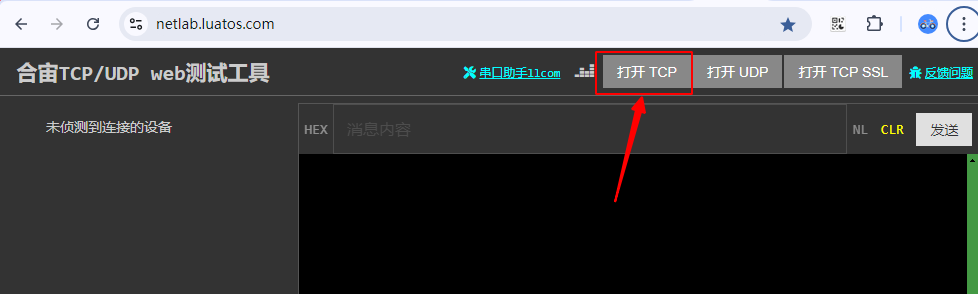 netlab.luatos.com
合宙TCP/UDP web测试工具 串口助手llcom 打开 TCP 打开 UDP 打开 TCP SSL 反馈问题
未侦测到连接的设备 HEX 消息内容 NL CLR 发送